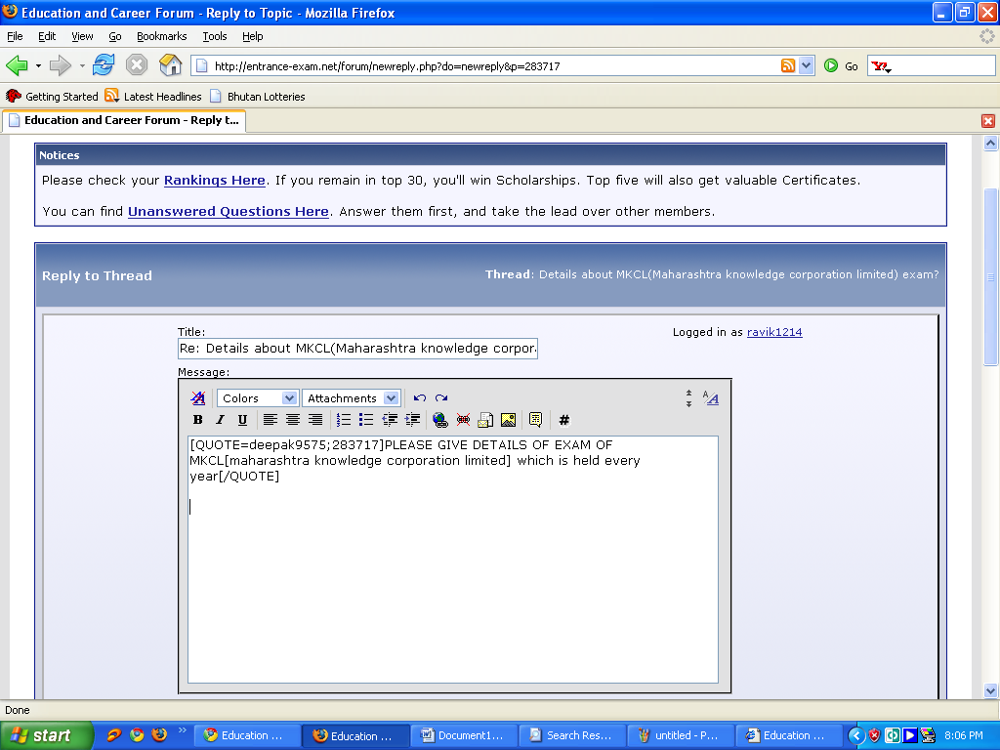 Education and Career Forum - Reply to Topic - Mozilla Firefox
File Edit View Go Bookmarks Tools Help
http://entrance-exam.net/forum/newreply.php?do=newreply&p=283717 Go Y!
Getting Started Latest Headlines Bhutan Lotteries
Education and Career Forum - Reply t...
Notices
Please check your Rankings Here. If you remain in top 30, you'll win Scholarships. Top five will also get valuable Certificates.
You can find Unanswered Questions Here. Answer them first, and take the lead over other members.
Reply to Thread Thread: Details about MKCL(Maharashtra knowledge corporation limited) exam?
Title: Logged in as ravik1214
Re: Details about MKCL(Maharashtra knowledge corpor
Message:
Colors Attachments
B I U #
[QUOTE=deepak9575;283717]PLEASE GIVE DETAILS OF EXAM OF
MKCL[maharashtra knowledge corporation limited] which is held every
year[/QUOTE]
Done
start Education ... Education ... Document1... Search Res... untitled - P... Education ... 8:06 PM